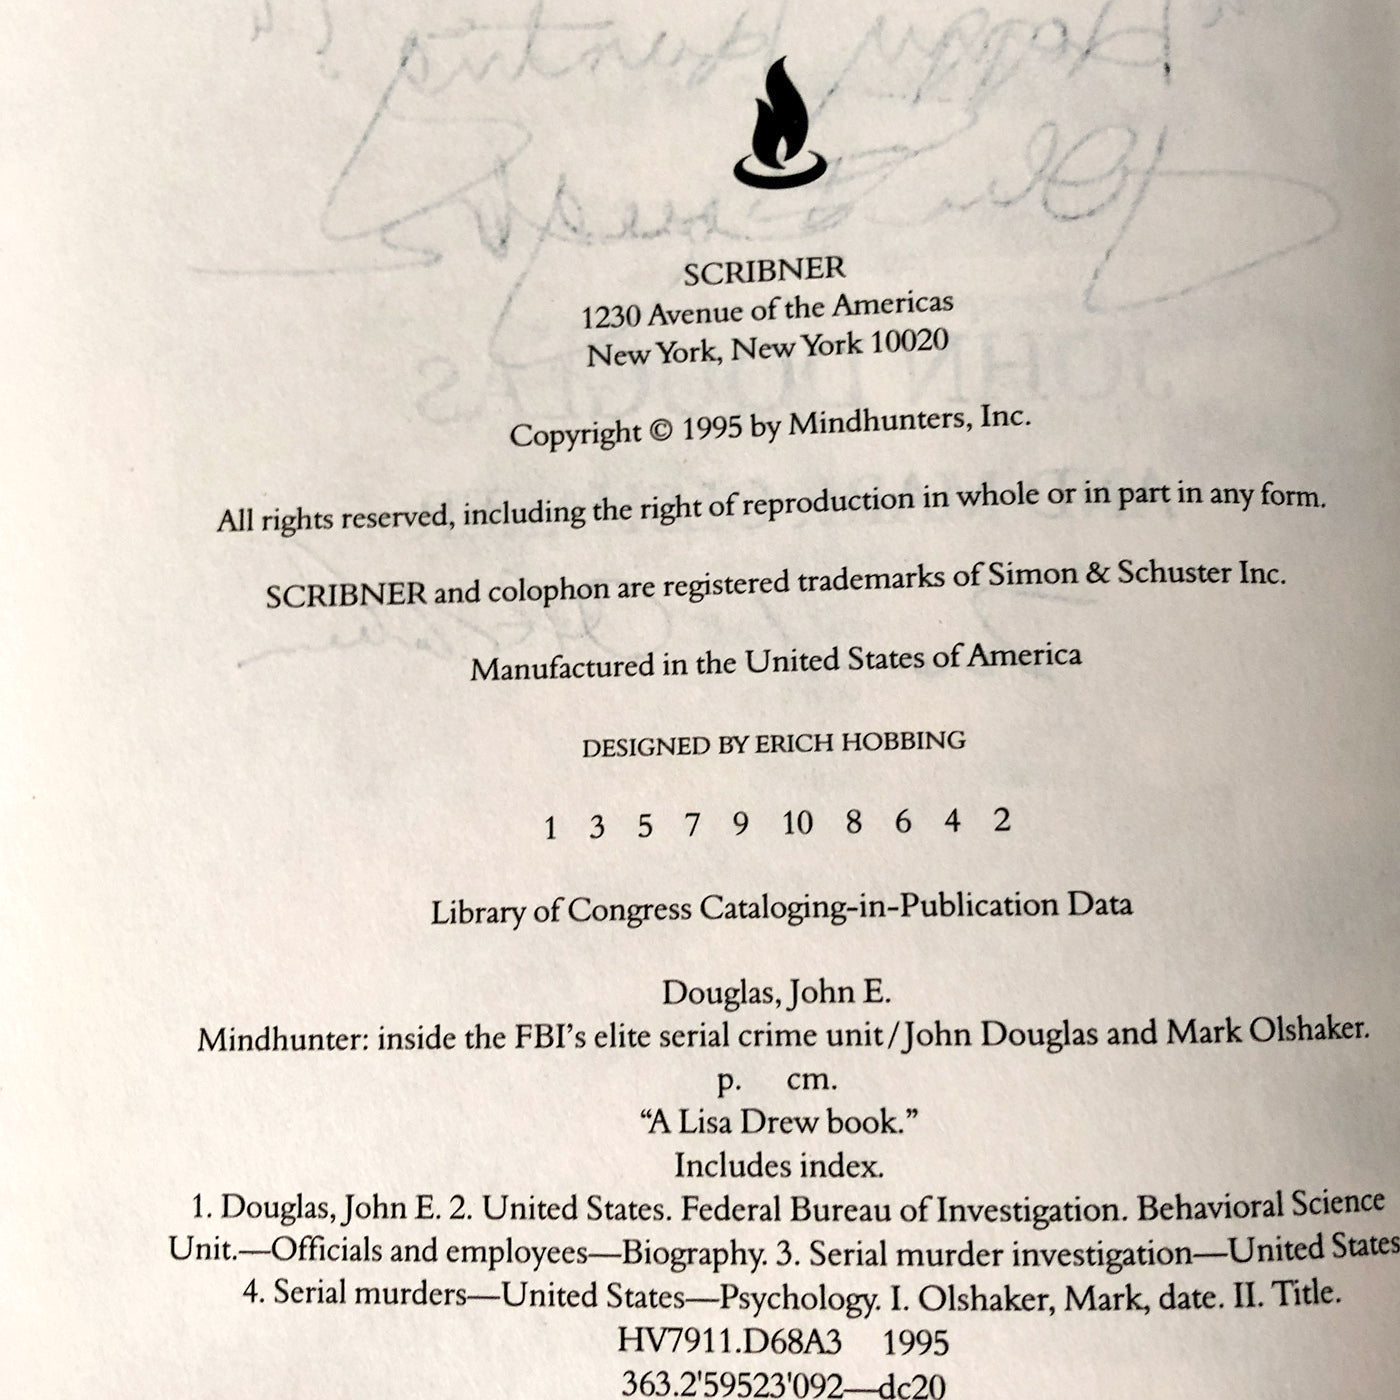 SCRIBNER
1230 Avenue of the Americas
New York, New York 10020
Copyright © 1995 by Mindhunters, Inc.
All rights reserved, including the right of reproduction in whole or in part in any form.
SCRIBNER and colophon are registered trademarks of Simon & Schuster Inc.
Manufactured in the United States of America
DESIGNED BY ERICH HOBBING
1 3 5 7 9 10 8 6 4 2
Library of Congress Cataloging-in-Publication Data
Douglas, John E.
Mindhunter: inside the FBI's elite serial crime unit/John Douglas and Mark Olshaker.
p. cm.
“A Lisa Drew book.”
Includes index.
1. Douglas, John E. 2. United States. Federal Bureau of Investigation. Behavioral Science
Unit.—Officials and employees—Biography. 3. Serial murder investigation—United States
4. Serial murders—United States—Psychology. I. Olshaker, Mark, date. II. Title.
HV7911.D68A3 1995
363.2'59523'092—dc20